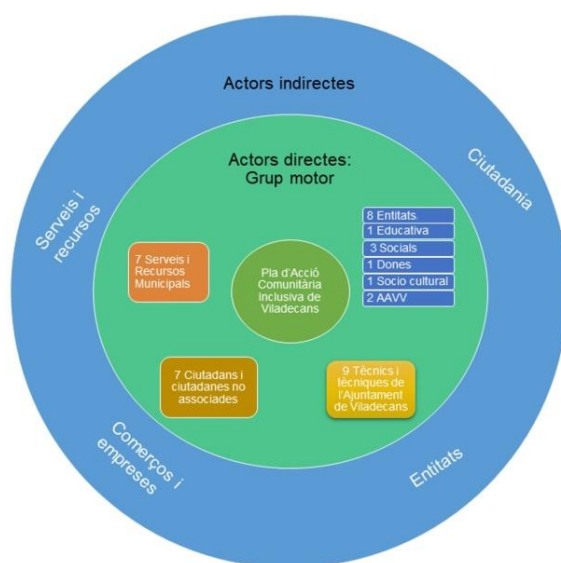 Actors indirectes
Ciutadania
Serveis i
recursos
Actors directes:
Grup motor
8 Entitats
1 Educativa
3 Socials
1 Dones
1 Socio cultural
2 AAVV
7 Serveis i
Recursos
Municipals
Pla d'Acció
Comunitària
Inclusiva de
Viladecans
7 Ciutadans i
ciutadanes no
associades
9 Tècnics i
tècniques de
l'Ajuntament
de Viladecans
Comerços i
empreses
Entitats